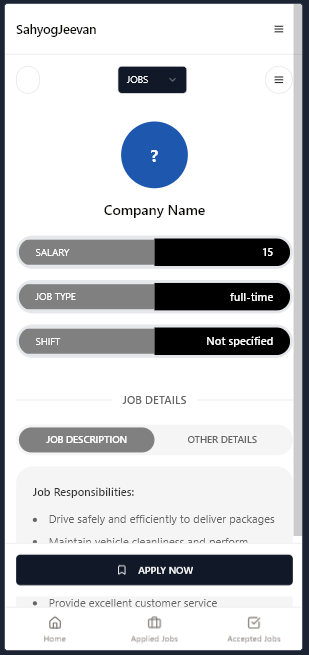 SahyogJeevan
JOBS
?
Company Name
SALARY 15
JOB TYPE full-time
SHIFT Not specified
JOB DETAILS
JOB DESCRIPTION OTHER DETAILS
Job Responsibilities:
• Drive safely and efficiently to deliver packages
• Maintain vehicle cleanliness and perform
APPLY NOW
• Provide excellent customer service
Home Applied Jobs Accepted Jobs